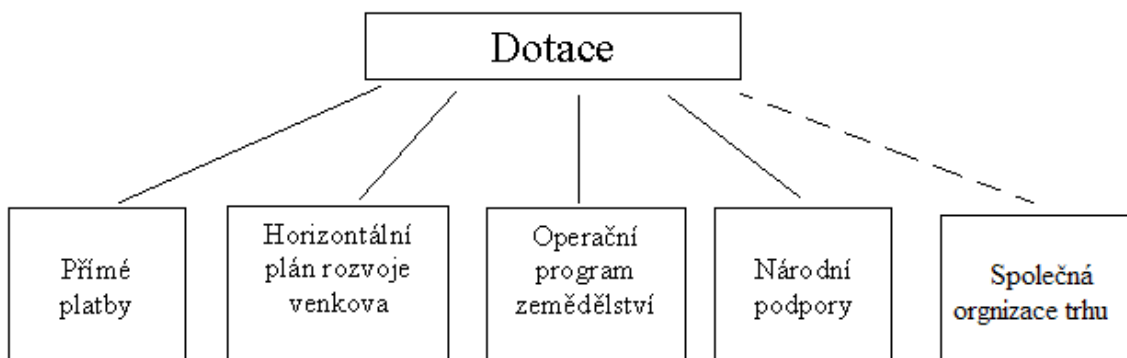 Dotace
Přímé
platby
Horizontální
plán rozvoje
venkova
Operační
program
zemědělství
Národní
podpory
Společná
orgnizace trhu